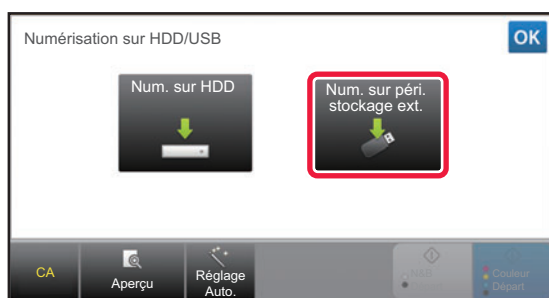 Numérisation sur HDD/USB
OK
Num. sur HDD
Num. sur péri.
stockage ext.
CA
Aperçu
Réglage
Auto.
N&B
Départ
Couleur
Départ